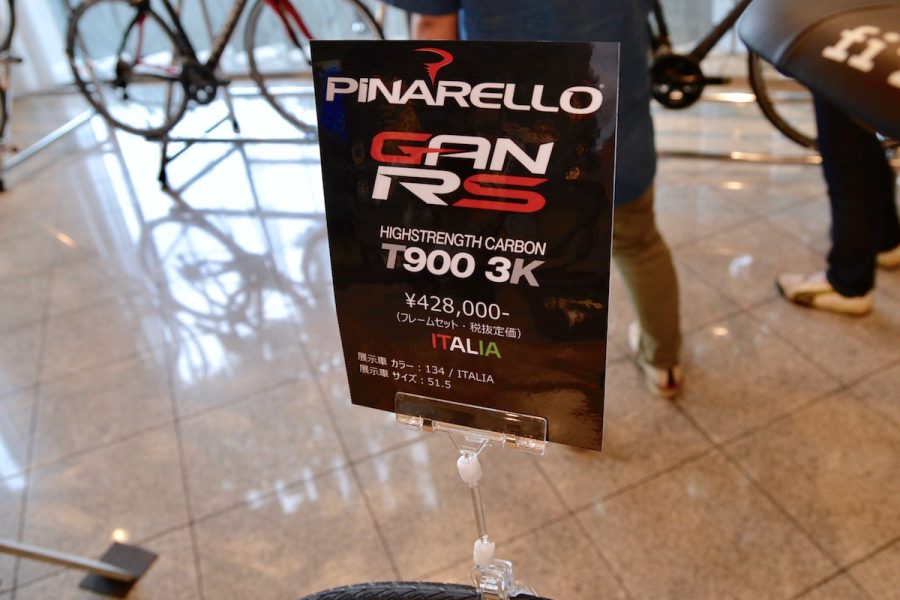 PiNARELLO
GAN
RS
HIGHSTRENGTH CARBON
T900 3K
¥428,000-
(フレームセット・税抜定価)
ITALIA
展示車 カラー：134 / ITALIA
展示車 サイズ：51.5